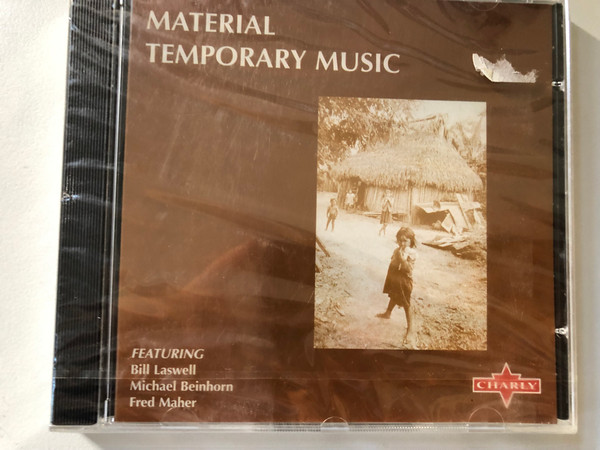 MATERIAL
TEMPORARY MUSIC
FEATURING
Bill Laswell
Michael Beinhorn
Fred Maher
CHARLY